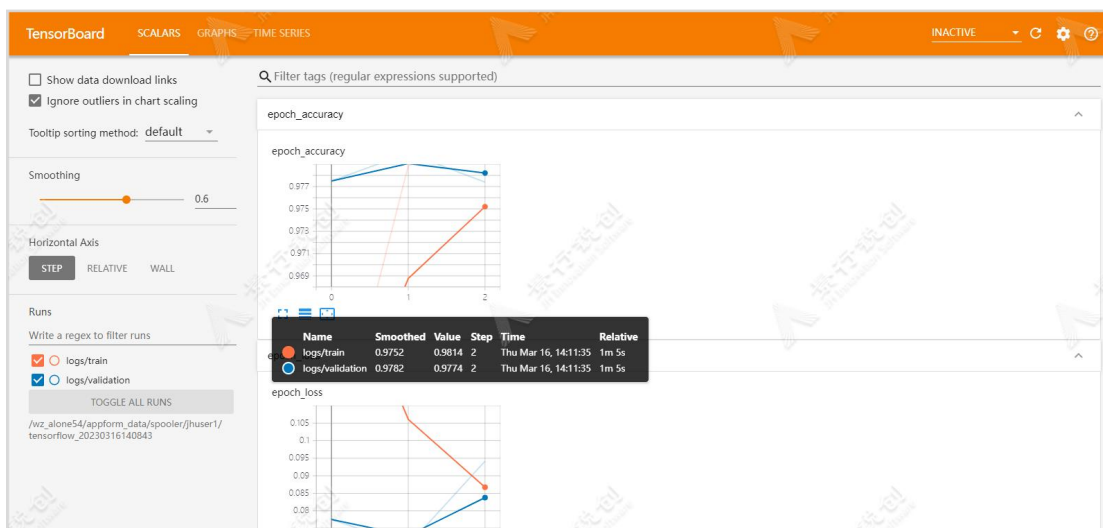 TensorBoard SCALARS GRAPHS TIME SERIES INACTIVE
Show data download links
Ignore outliers in chart scaling
Tooltip sorting method: default
Smoothing
0.6
Horizontal Axis
STEP RELATIVE WALL
Runs
Write a regex to filter runs
logs/train
logs/validation
TOGGLE ALL RUNS
/wz_alone54/appform_data/spooler/jhuser1/
tensorflow_20230316140843
Filter tags (regular expressions supported)
epoch_accuracy
epoch_accuracy
0.977
0.975
0.973
0.971
0.969
0 1 2
Name Smoothed Value Step Time Relative
logs/train 0.9752 0.9814 2 Thu Mar 16, 14:11:35 1m 5s
logs/validation 0.9782 0.9774 2 Thu Mar 16, 14:11:35 1m 5s
epoch_loss
0.105
0.1
0.095
0.09
0.085
0.08